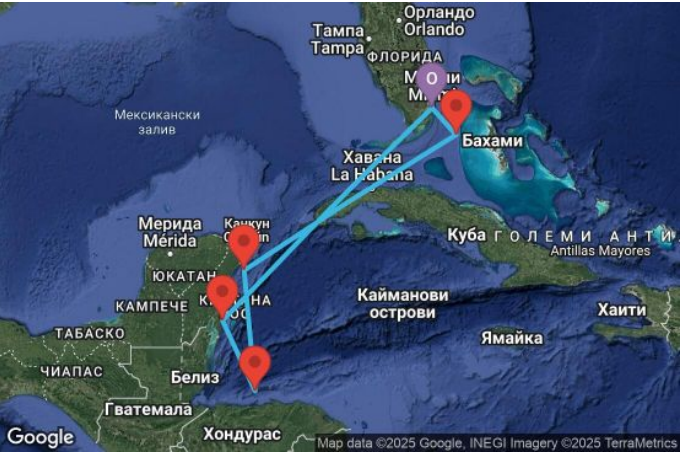 Орландо
Orlando
Тампа
Tampa
ФЛОРИДА
O
Мексикански
залив
Бахами
Хавана
La Habana
Мерида
Mérida
Канкун
ЮКАТАН
Куба
ГОЛЕМИ АНТИ
Antillas Mayores
КАМПЕЧЕ
Кайманови
острови
Хаити
ТАБАСКО
Ямайка
ЧИАПАС
Белиз
Гватемала
Хондурас
Google
Map data ©2025 Google, INEGI Imagery ©2025 TerraMetrics